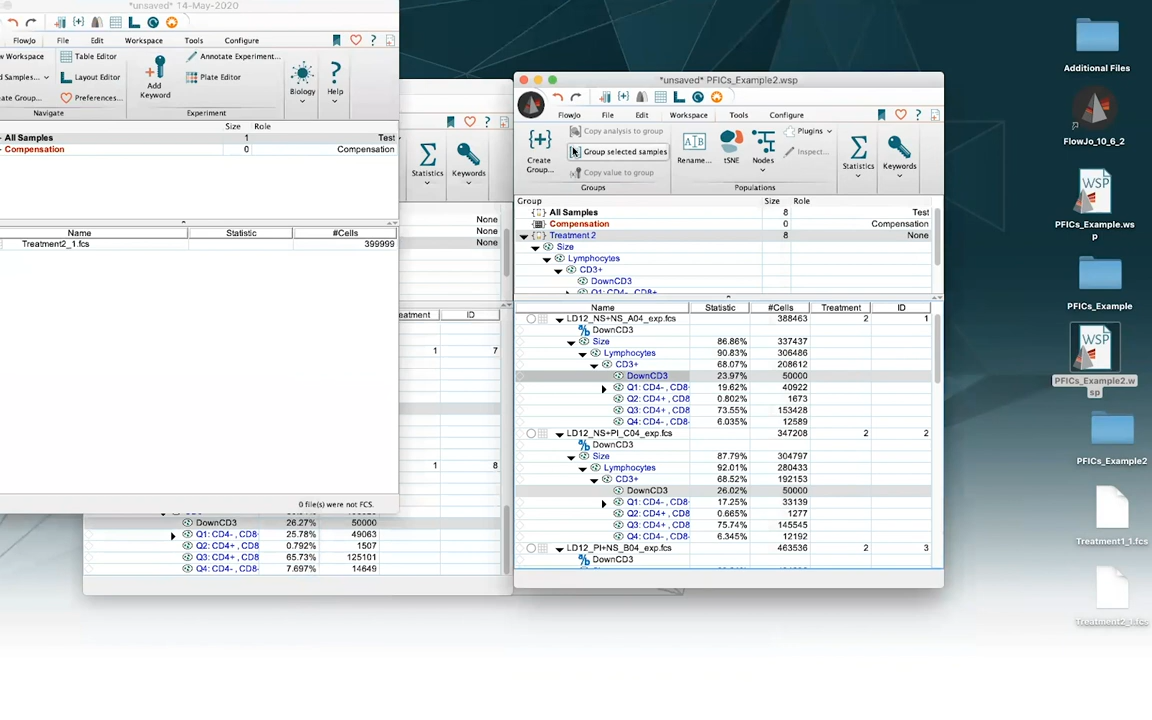 *unsaved* 14-May-2020
FlowJo File Edit Workspace Tools Configure
w Workspace
Table Editor
Annotate Experiment...
d Samples...
Layout Editor
Add
Keyword
Plate Editor
Biology
Help
ate Group...
Preferences...
Navigate
Experiment
Size Role
All Samples 1 Test
Compensation 0 Compensation
Name Statistic #Cells
Treatment2_1.fcs 399999
0 file(s) were not FCS.
Statistics
Keywords
None
None
None
eatment ID
1 7
1 8
DownCD3 26.27% 50000
Q1: CD4- , CD8- 25.78% 49063
Q2: CD4+ , CD8 0.792% 1507
Q3: CD4+ , CD8 65.73% 125101
Q4: CD4- , CD8- 7.697% 14649
*unsaved* PFICs_Example2.wsp
FlowJo File Edit Workspace Tools Configure
Create
Group...
Copy analysis to group
Group selected samples
Copy value to group
Groups
Rename...
tSNE
Nodes
Plugins
Inspect...
Populations
Statistics
Keywords
Group Size Role
All Samples 8 Test
Compensation 0 Compensation
Treatment 2 8 None
Size
Lymphocytes
CD3+
DownCD3
Q1: CD4- , CD8+
Name Statistic #Cells Treatment ID
LD12_NS+NS_A04_exp.fcs 388463 2 1
DownCD3
Size 86.86% 337437
Lymphocytes 90.83% 306486
CD3+ 68.07% 208612
DownCD3 23.97% 50000
Q1: CD4- , CD8- 19.62% 40922
Q2: CD4+ , CD8 0.802% 1673
Q3: CD4+ , CD8 73.55% 153428
Q4: CD4- , CD8- 6.035% 12589
LD12_NS+PI_C04_exp.fcs 347208 2 2
DownCD3
Size 87.79% 304797
Lymphocytes 92.01% 280433
CD3+ 68.52% 192153
DownCD3 26.02% 50000
Q1: CD4- , CD8- 17.25% 33139
Q2: CD4+ , CD8 0.665% 1277
Q3: CD4+ , CD8 75.74% 145545
Q4: CD4- , CD8- 6.345% 12192
LD12_PI+NS_B04_exp.fcs 463536 2 3
DownCD3
Additional Files
FlowJo_10_6_2
WSP
PFICs_Example.ws
p
PFICs_Example
WSP
PFICs_Example2.w
sp
PFICs_Example2
Treatment1_1.fcs
Treatment2_1.fcs